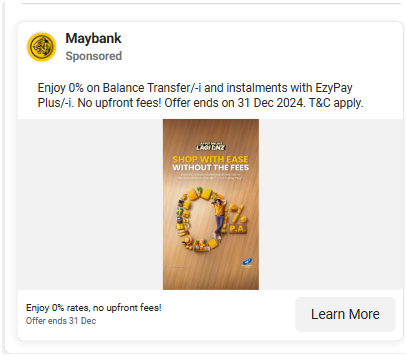 Maybank
Sponsored
Enjoy 0% on Balance Transfer/-i and instalments with EzyPay
Plus/-i. No upfront fees! Offer ends on 31 Dec 2024. T&C apply.
SHOP WITH EASE
WITHOUT THE FEES
0%
P.A.
Enjoy 0% rates, no upfront fees!
Offer ends 31 Dec
Learn More